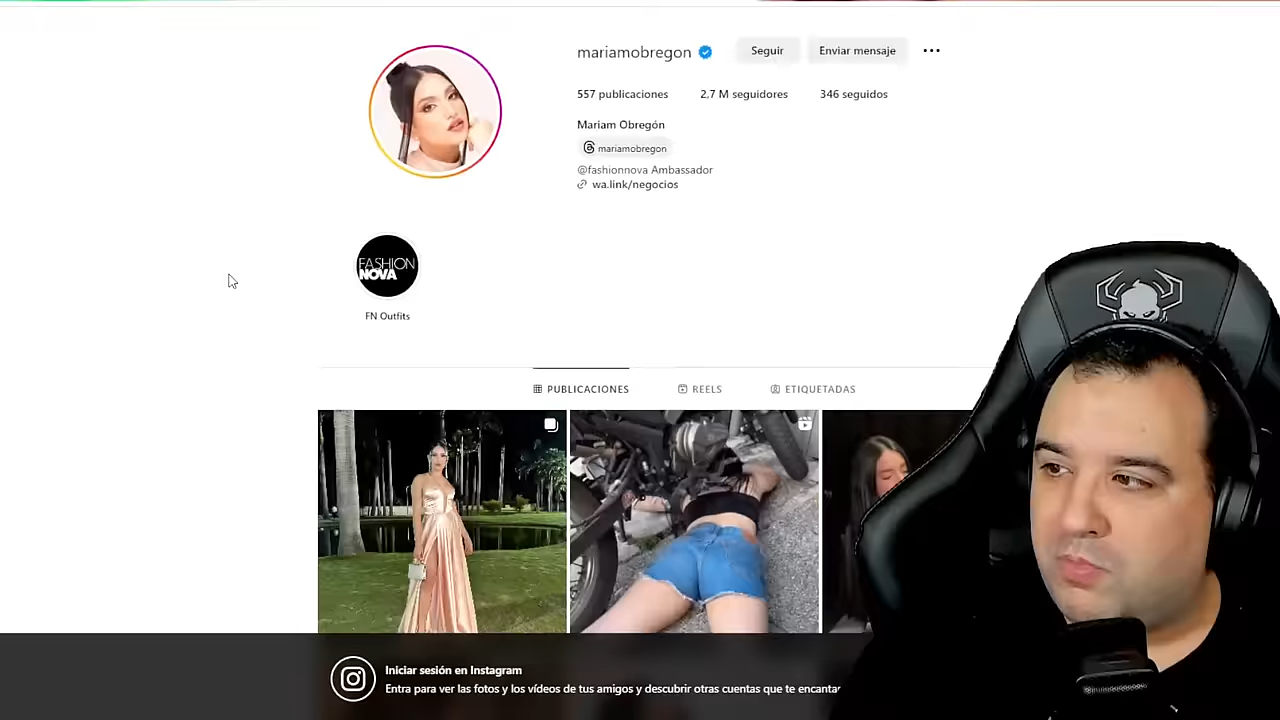 mariamobregon
Seguir
Enviar mensaje
557 publicaciones
2,7 M seguidores
346 seguidos
Mariam Obregón
mariamobregon
@fashionnova Ambassador
wa.link/negocios
FASHION
NOVA
FN Outfits
PUBLICACIONES
REELS
ETIQUETADAS
Iniciar sesión en Instagram
Entra para ver las fotos y los vídeos de tus amigos y descubrir otras cuentas que te